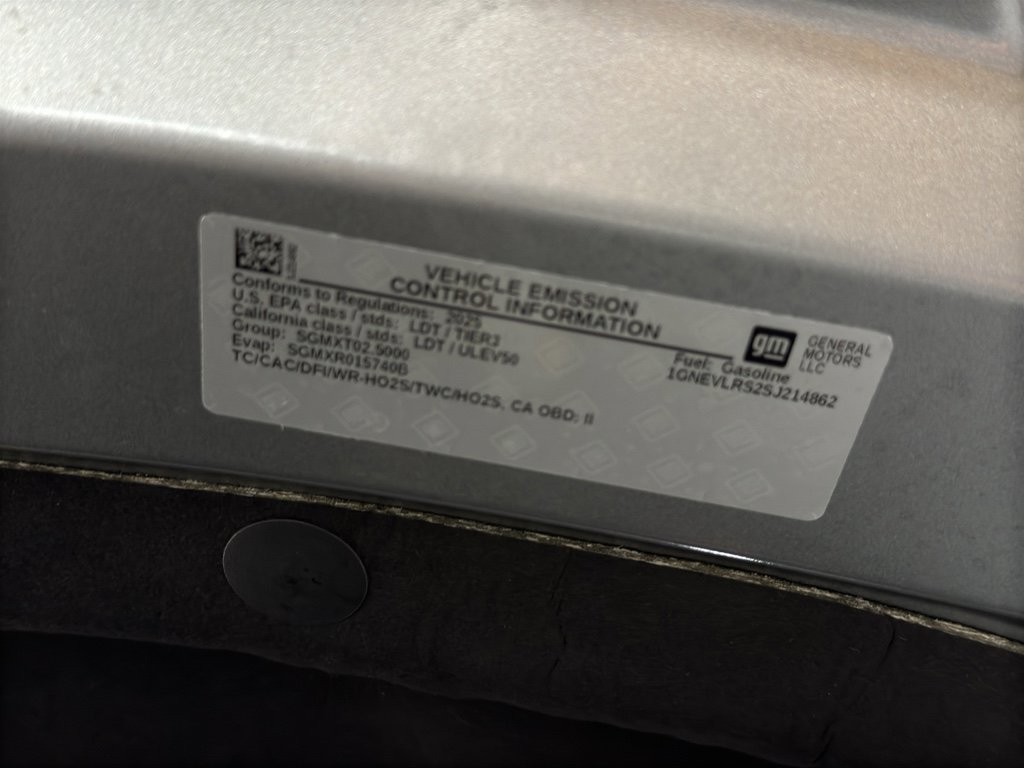 VEHICLE EMISSION
CONTROL INFORMATION
Conforms to Regulations: 2025
U.S. EPA class / stds: LDT / TIER3
California class / stds: LDT / ULEV50
Group: SGMXT02.5000
Evap: SGMXR015740B
TC/CAC/DFI/WR-HO2S/TWC/HO2S, CA OBD: II
gm
GENERAL
MOTORS
LLC
Fuel: Gasoline
1GNEVLRS2SJ214862